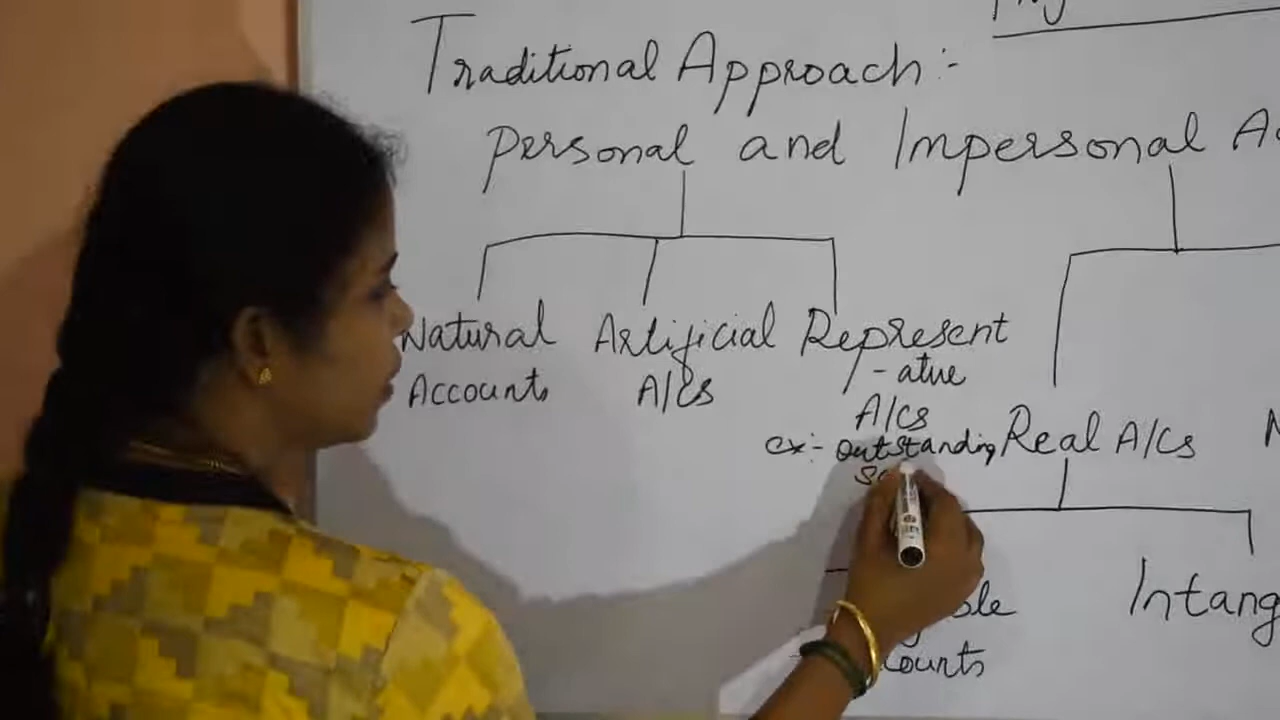 Traditional Approach:-
Personal and Impersonal A
Natural Artificial Represent
Accounts A/Cs -ative
A/Cs
ex:- Outstanding Real A/Cs
Intang